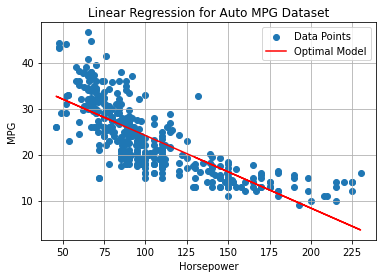 Linear Regression for Auto MPG Dataset
Data Points
Optimal Model
MPG
40
30
20
10
50
75
100
125
150
175
200
225
Horsepower